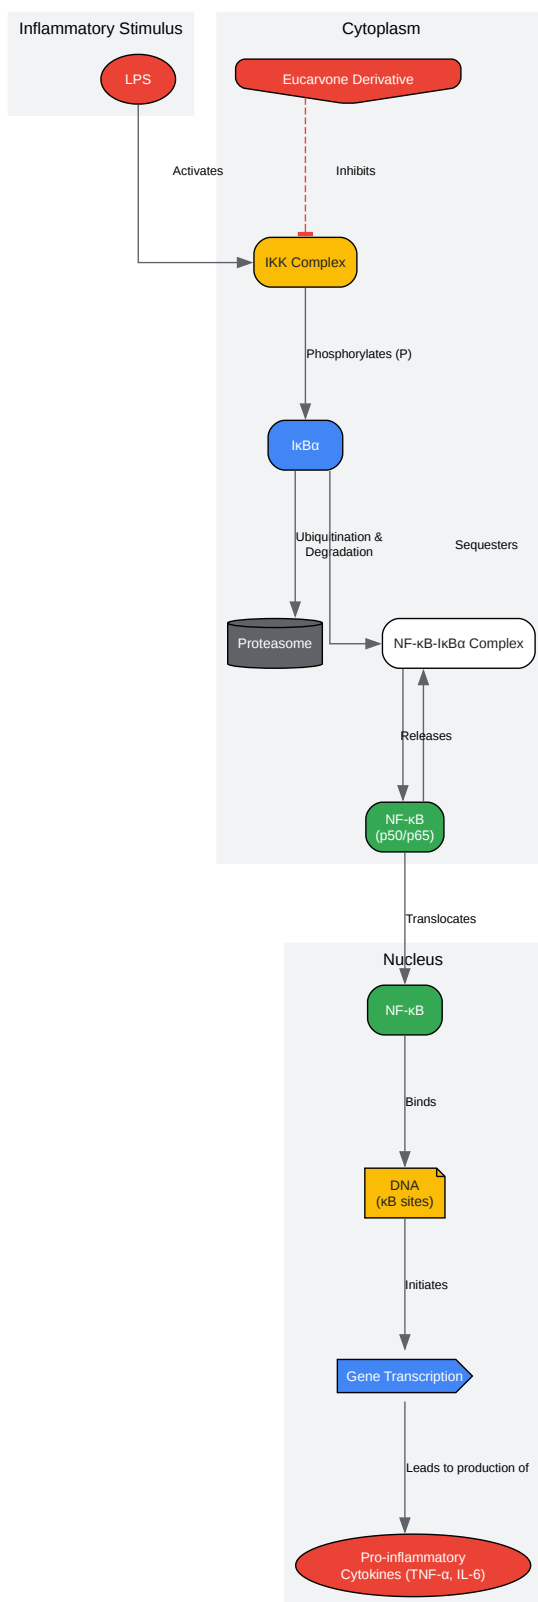 Inflammatory Stimulus
Cytoplasm
LPS
Eucarvone Derivative
Activates
Inhibits
IKK Complex
Phosphorylates (P)
IκBα
Ubiquitination &
Degradation
Sequesters
Proteasome
NF-κB-IκBα Complex
Releases
NF-κB
(p50/p65)
Translocates
Nucleus
NF-κB
Binds
DNA
(κB sites)
Initiates
Gene Transcription
Leads to production of
Pro-inflammatory
Cytokines (TNF-α, IL-6)